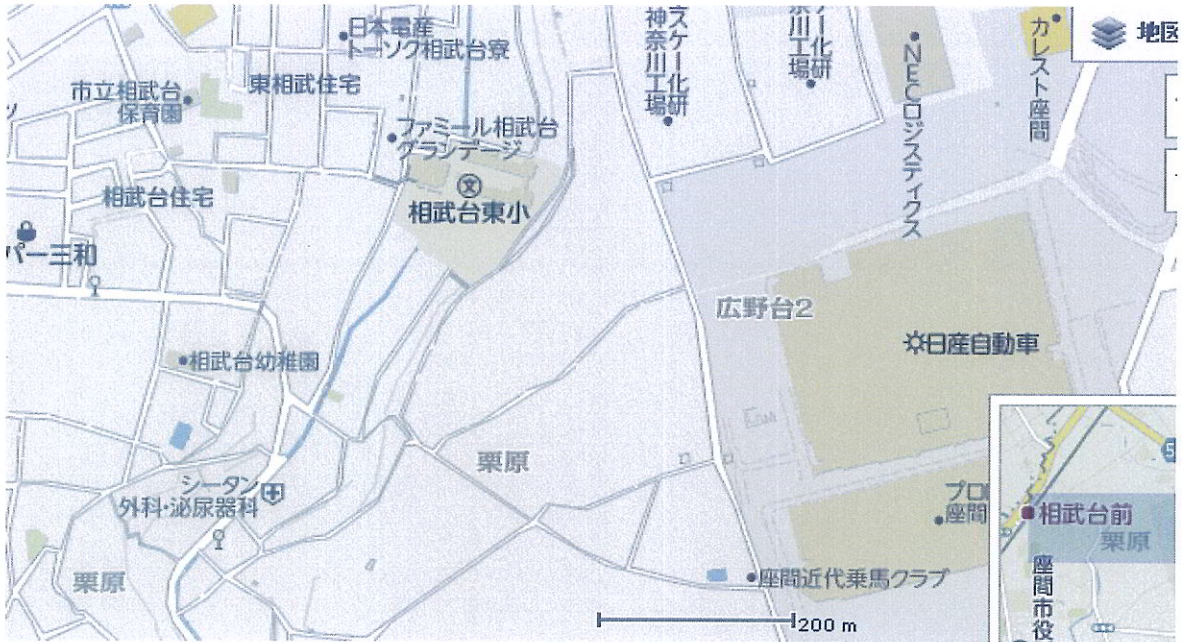 日本電産
トーソク相武台寮
東相武住宅
市立相武台
保育園
ファミール相武台
グランデージ
文
相武台東小
相武台住宅
パー三和
相武台幼稚園
シータン
外科・泌尿器科
栗原
栗原
スケー化研
神奈川工場
ー化研
奈川工場
NECロジスティクス
カレスト座間
地図
広野台2
日産自動車
プロ
座間
座間近代乗馬クラブ
200 m
相武台前
栗原
座間市役
5